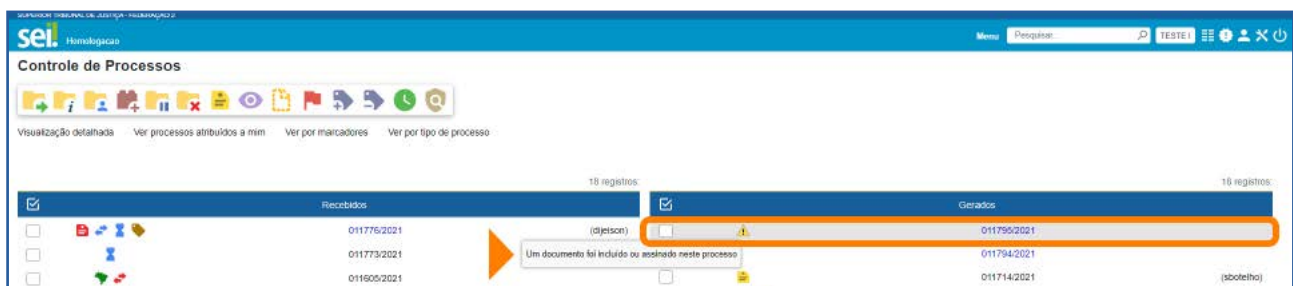 SUPERIOR TRIBUNAL DE JUSTIÇA - FEDERAÇÃO 2
sei. Homologacao Menu Pesquisar... TESTE I
Controle de Processos
Visualização detalhada Ver processos atribuídos a mim Ver por marcadores Ver por tipo de processo
18 registros: 16 registros:
Recebidos Gerados
011776/2021 (dijeison) 011795/2021
011773/2021 Um documento foi incluído ou assinado neste processo 011794/2021
011605/2021 011714/2021 (sbotelho)